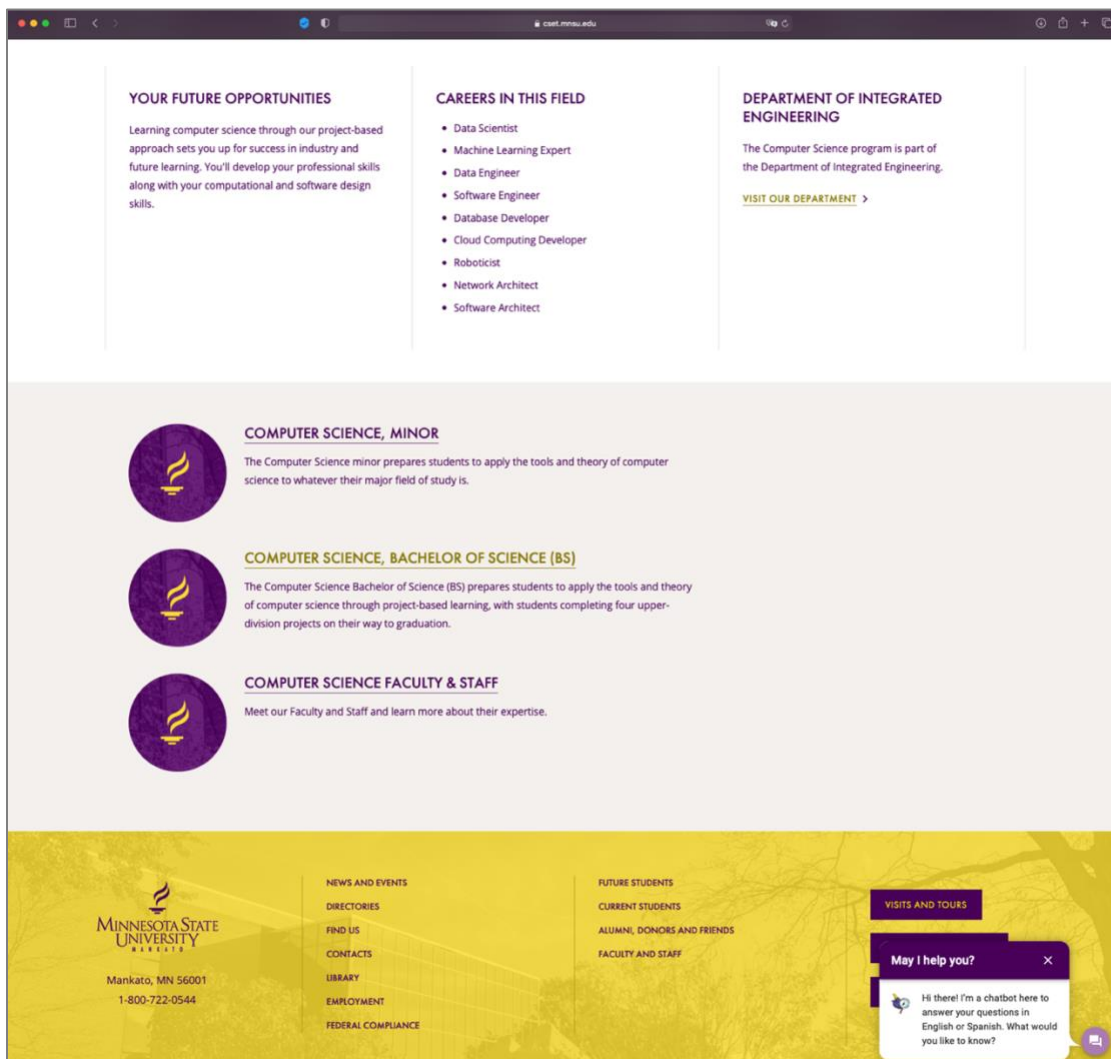 cset.mnsu.edu
YOUR FUTURE OPPORTUNITIES
Learning computer science through our project-based
approach sets you up for success in industry and
future learning. You'll develop your professional skills
along with your computational and software design
skills.
CAREERS IN THIS FIELD
• Data Scientist
• Machine Learning Expert
• Data Engineer
• Software Engineer
• Database Developer
• Cloud Computing Developer
• Roboticist
• Network Architect
• Software Architect
DEPARTMENT OF INTEGRATED
ENGINEERING
The Computer Science program is part of
the Department of Integrated Engineering.
VISIT OUR DEPARTMENT >
COMPUTER SCIENCE, MINOR
The Computer Science minor prepares students to apply the tools and theory of computer
science to whatever their major field of study is.
COMPUTER SCIENCE, BACHELOR OF SCIENCE (BS)
The Computer Science Bachelor of Science (BS) prepares students to apply the tools and theory
of computer science through project-based learning, with students completing four upper-
division projects on their way to graduation.
COMPUTER SCIENCE FACULTY & STAFF
Meet our Faculty and Staff and learn more about their expertise.
MINNESOTA STATE
UNIVERSITY
MANKATO
Mankato, MN 56001
1-800-722-0544
NEWS AND EVENTS
DIRECTORIES
FIND US
CONTACTS
LIBRARY
EMPLOYMENT
FEDERAL COMPLIANCE
FUTURE STUDENTS
CURRENT STUDENTS
ALUMNI, DONORS AND FRIENDS
FACULTY AND STAFF
VISITS AND TOURS
May I help you?
Hi there! I'm a chatbot here to
answer your questions in
English or Spanish. What would
you like to know?